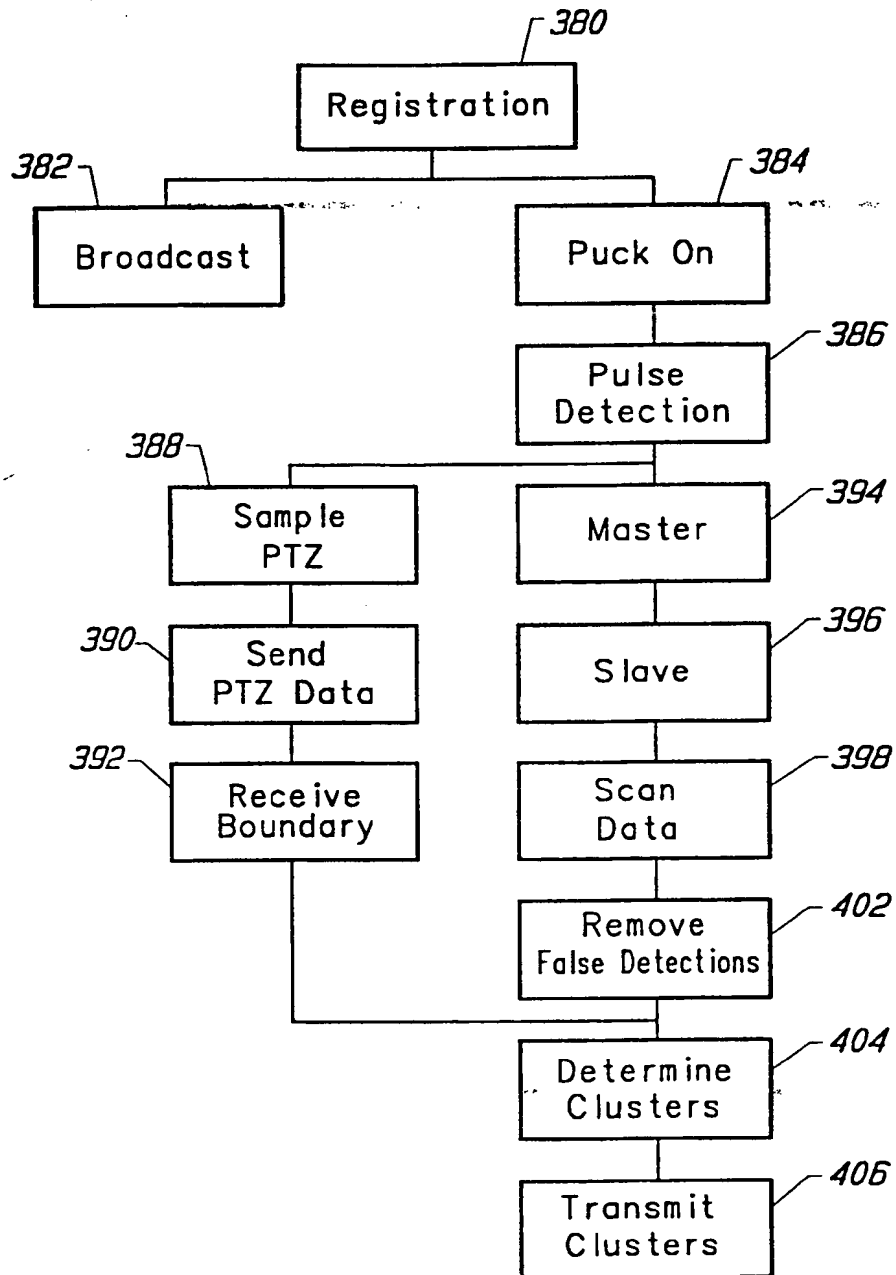 380
Registration
382
384
Broadcast
Puck On
386
Pulse
Detection
388
394
Sample
PTZ
Master
390
396
Send
PTZ Data
Slave
392
398
Receive
Boundary
Scan
Data
402
Remove
False Detections
404
Determine
Clusters
406
Transmit
Clusters